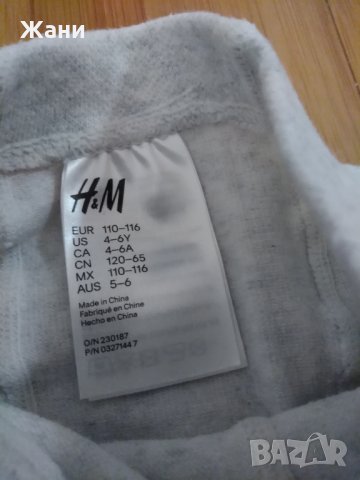 Жани
H&M
EUR 110-116
US 4-6Y
CA 4-6A
CN 120-65
MX 110-116
AUS 5-6
Made in China
Fabriqué en Chine
Hecho en China
O/N 230187
P/N 0327144 7
BAZAR